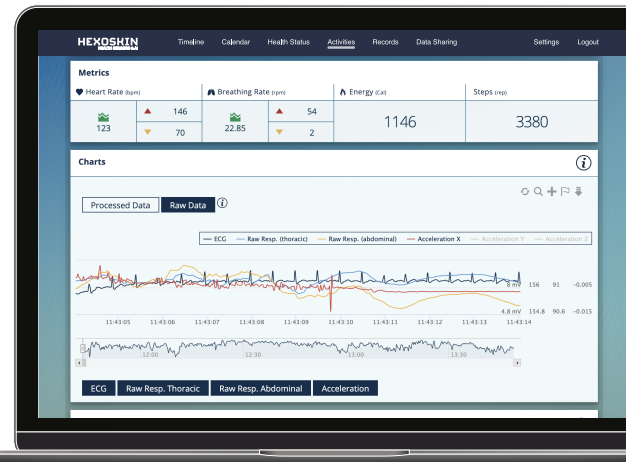 HEXOSKIN
Timeline Calendar Health Status Activities Records Data Sharing Settings Logout
Metrics
Heart Rate (bpm) Breathing Rate (rpm) Energy (Cal) Steps (rep)
123 146 70 22.85 54 2 1146 3380
Charts
Processed Data Raw Data
ECG Raw Resp. (thoracic) Raw Resp. (abdominal) Acceleration X Acceleration Y Acceleration Z
8 mV 156 91 -0.005
4.8 mV 154.8 90.6 -0.015
11:43:05 11:43:06 11:43:07 11:43:08 11:43:09 11:43:10 11:43:11 11:43:12 11:43:13 11:43:14
12:00 12:30 13:00 13:30
ECG Raw Resp. Thoracic Raw Resp. Abdominal Acceleration